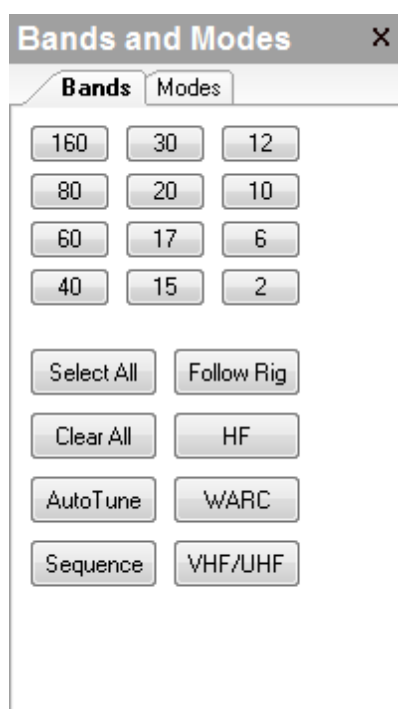 Bands and Modes X
Bands Modes
160 30 12
80 20 10
60 17 6
40 15 2
Select All Follow Rig
Clear All HF
AutoTune WARC
Sequence VHF/UHF